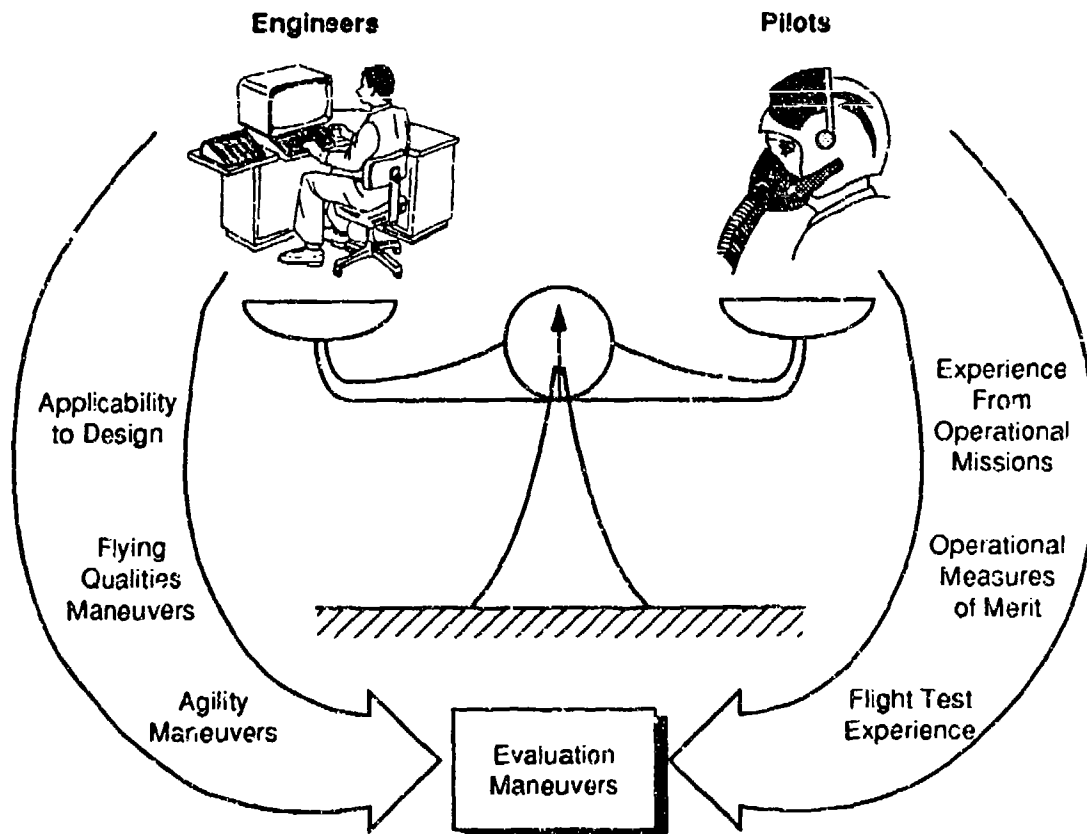 Engineers
Pilots
Applicability
to Design
Flying
Qualities
Maneuvers
Agility
Maneuvers
Experience
From
Operational
Missions
Operational
Measures
of Merit
Flight Test
Experience
Evaluation
Maneuvers